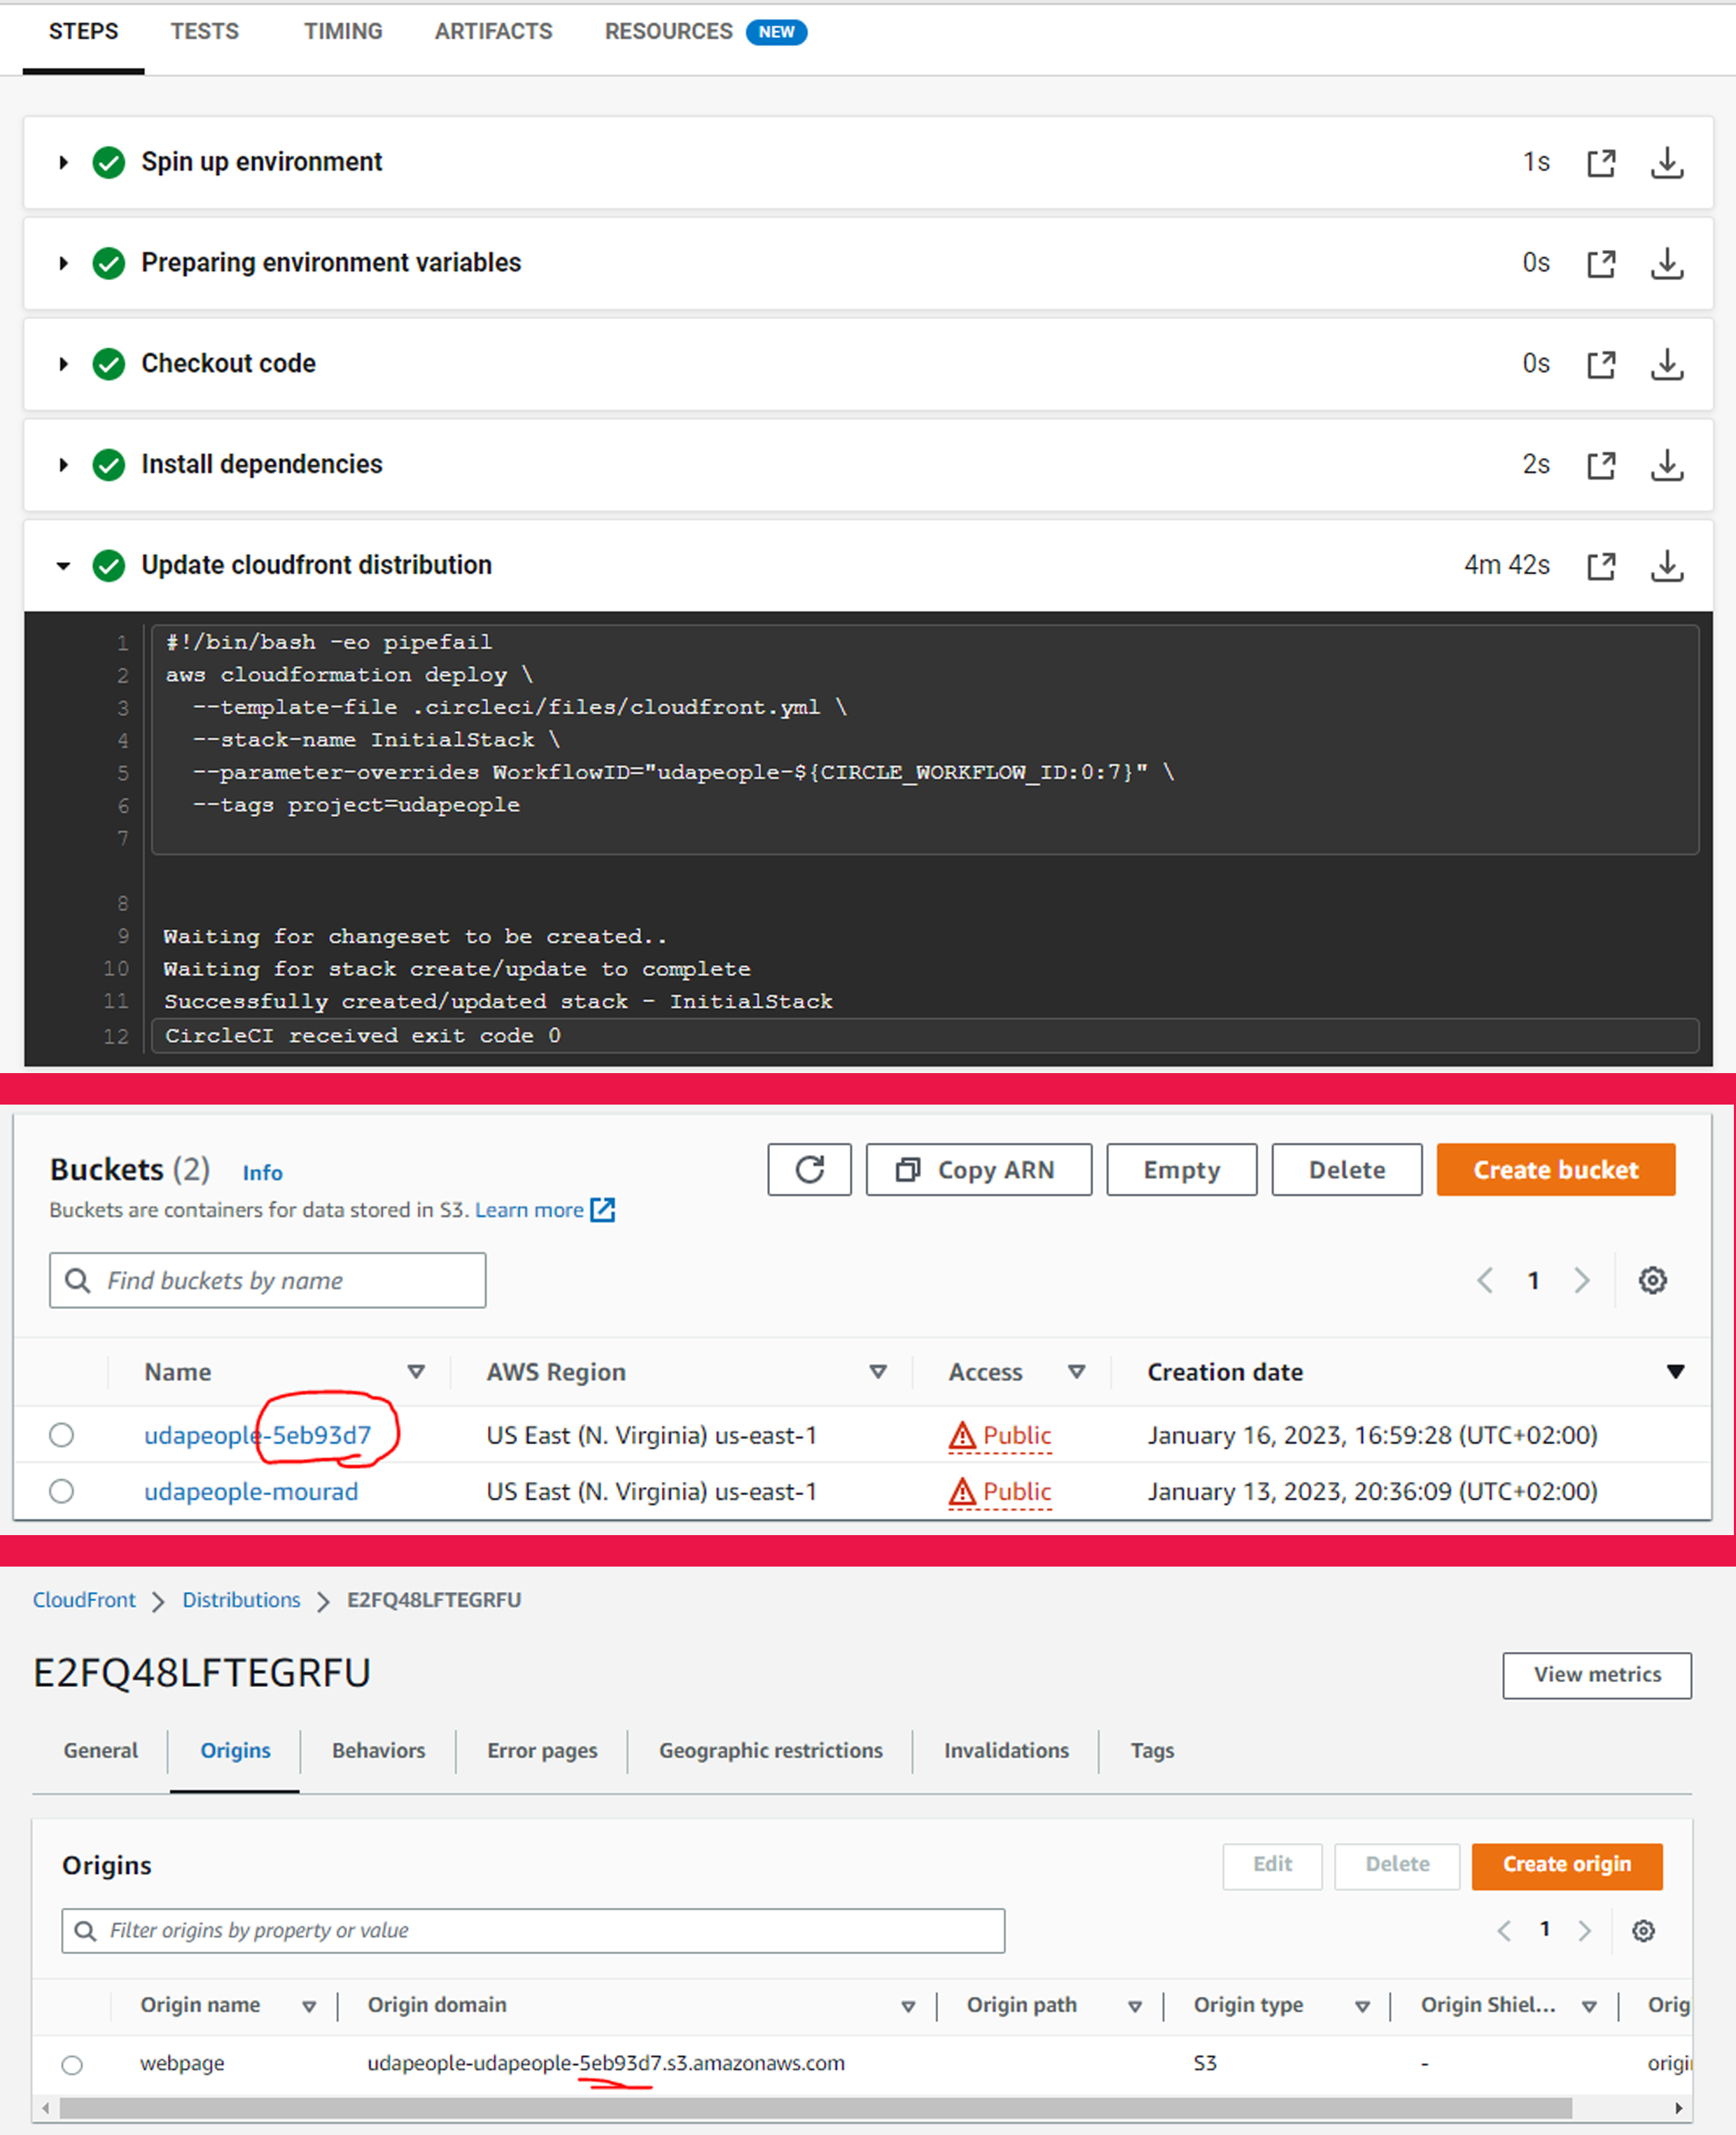 STEPS TESTS TIMING ARTIFACTS RESOURCES NEW
Spin up environment 1s
Preparing environment variables 0s
Checkout code 0s
Install dependencies 2s
Update cloudfront distribution 4m 42s
1 #!/bin/bash -eo pipefail
2 aws cloudformation deploy \
3 --template-file .circleci/files/cloudfront.yml \
4 --stack-name InitialStack \
5 --parameter-overrides WorkflowID="udapeople-${CIRCLE_WORKFLOW_ID:0:7}" \
6 --tags project=udapeople
7
8
9 Waiting for changeset to be created..
10 Waiting for stack create/update to complete
11 Successfully created/updated stack - InitialStack
12 CircleCI received exit code 0
Buckets (2) Info Copy ARN Empty Delete Create bucket
Buckets are containers for data stored in S3. Learn more
Find buckets by name 1
Name AWS Region Access Creation date
udapeople-5eb93d7 US East (N. Virginia) us-east-1 Public January 16, 2023, 16:59:28 (UTC+02:00)
udapeople-mourad US East (N. Virginia) us-east-1 Public January 13, 2023, 20:36:09 (UTC+02:00)
CloudFront Distributions E2FQ48LFTEGRFU
E2FQ48LFTEGRFU View metrics
General Origins Behaviors Error pages Geographic restrictions Invalidations Tags
Origins Edit Delete Create origin
Filter origins by property or value 1
Origin name Origin domain Origin path Origin type Origin Shiel... Orig
webpage udapeople-udapeople-5eb93d7.s3.amazonaws.com S3 - origi